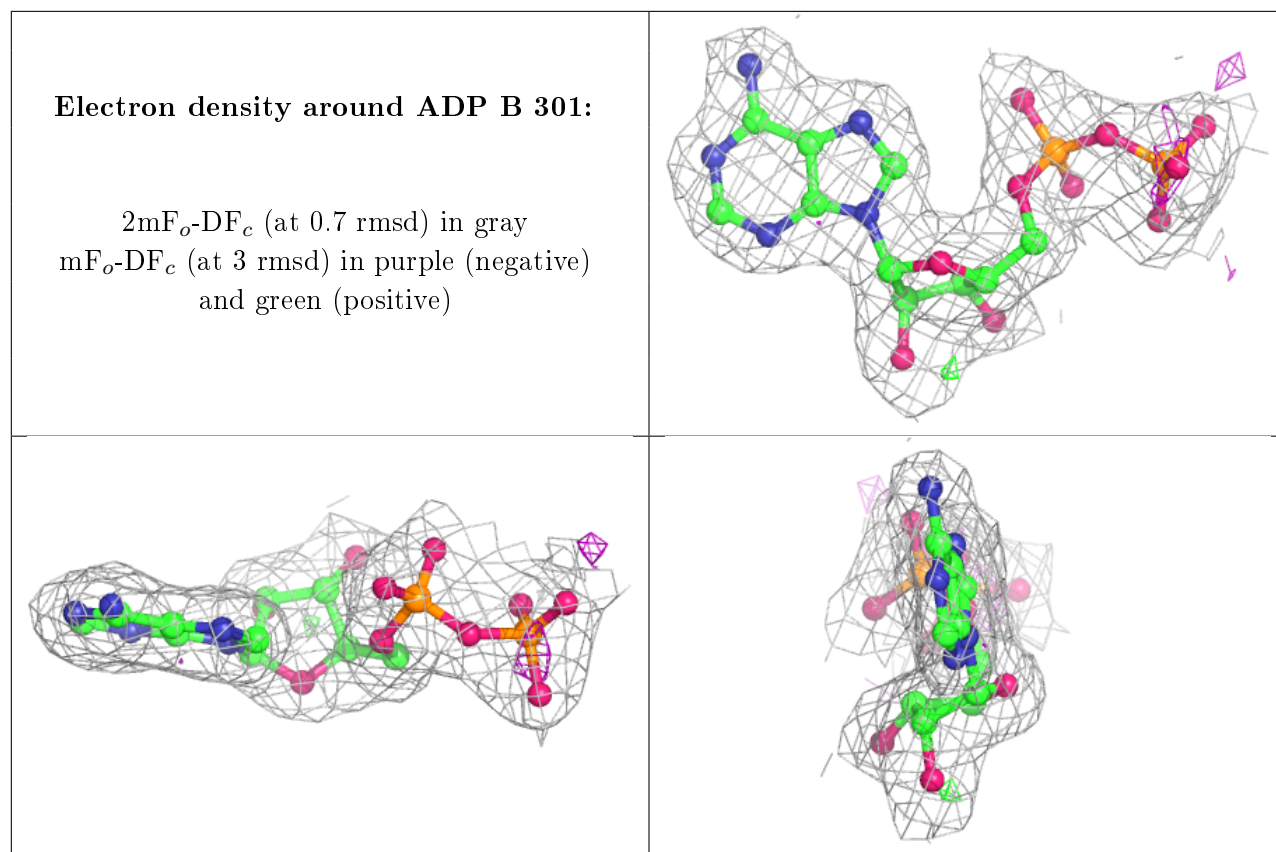 Electron density around ADP B 301:
2mFo-DFc (at 0.7 rmsd) in gray
mFo-DFc (at 3 rmsd) in purple (negative)
and green (positive)